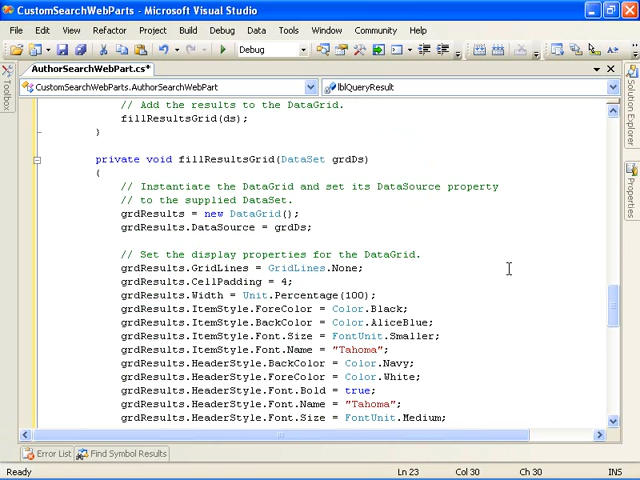 CustomSearchWebParts - Microsoft Visual Studio
File Edit View Refactor Project Build Debug Tools Window Community Help
Debug
AuthorSearchWebPart.cs*
CustomSearchWebParts.AuthorSearchWebPart lblQueryResult
Toolbox
Solution Explorer
Properties
// Add the results to the DataGrid.
fillResultsGrid(ds);
}
private void fillResultsGrid(DataSet grdDs)
{
// Instantiate the DataGrid and set its DataSource property
// to the supplied DataSet.
grdResults = new DataGrid();
grdResults.DataSource = grdDs;
// Set the display properties for the DataGrid.
grdResults.GridLines = GridLines.None;
grdResults.CellPadding = 4;
grdResults.Width = Unit.Percentage(100);
grdResults.ItemStyle.ForeColor = Color.Black;
grdResults.ItemStyle.BackColor = Color.AliceBlue;
grdResults.ItemStyle.Font.Size = FontUnit.Smaller;
grdResults.ItemStyle.Font.Name = "Tahoma";
grdResults.HeaderStyle.BackColor = Color.Navy;
grdResults.HeaderStyle.ForeColor = Color.White;
grdResults.HeaderStyle.Font.Bold = true;
grdResults.HeaderStyle.Font.Name = "Tahoma";
grdResults.HeaderStyle.Font.Size = FontUnit.Medium;
Error List Find Symbol Results
Ready Ln 23 Col 30 Ch 30 INS